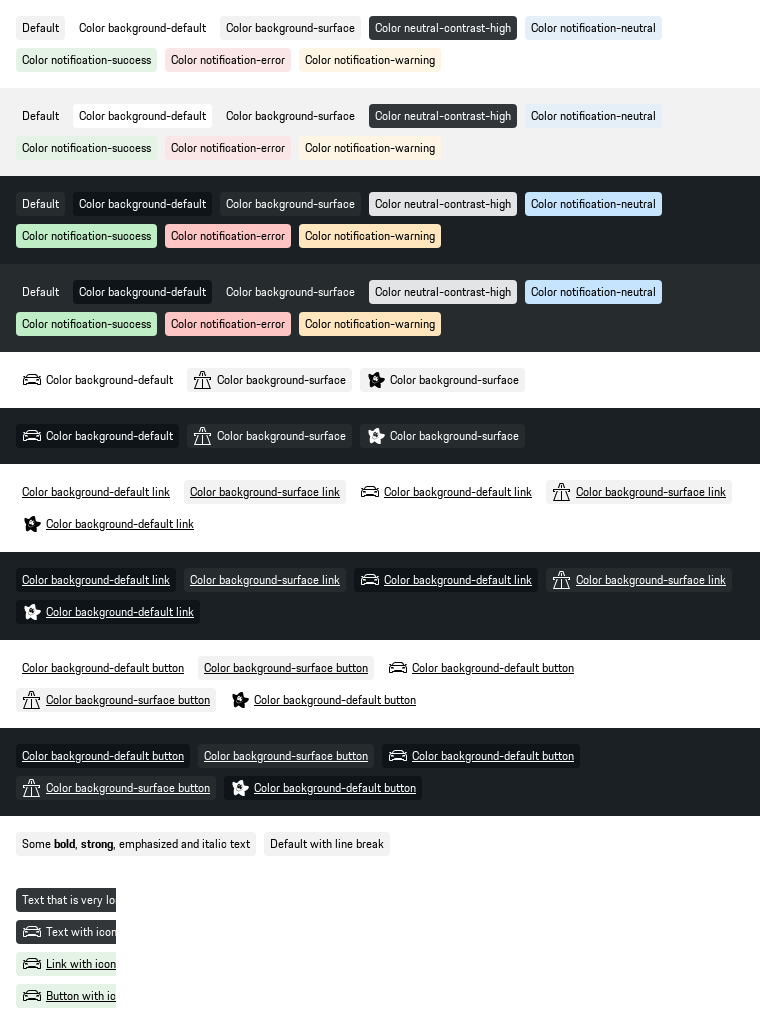 Default Color background-default Color background-surface Color neutral-contrast-high Color notification-neutral
Color notification-success Color notification-error Color notification-warning
Default Color background-default Color background-surface Color neutral-contrast-high Color notification-neutral
Color notification-success Color notification-error Color notification-warning
Default Color background-default Color background-surface Color neutral-contrast-high Color notification-neutral
Color notification-success Color notification-error Color notification-warning
Default Color background-default Color background-surface Color neutral-contrast-high Color notification-neutral
Color notification-success Color notification-error Color notification-warning
Color background-default Color background-surface Color background-surface
Color background-default Color background-surface Color background-surface
Color background-default link Color background-surface link Color background-default link Color background-surface link
Color background-default link
Color background-default link Color background-surface link Color background-default link Color background-surface link
Color background-default link
Color background-default button Color background-surface button Color background-default button
Color background-surface button Color background-default button
Color background-default button Color background-surface button Color background-default button
Color background-surface button Color background-default button
Some bold, strong, emphasized and italic text Default with line break
Text that is very lo
Text with icon
Link with icon
Button with ic